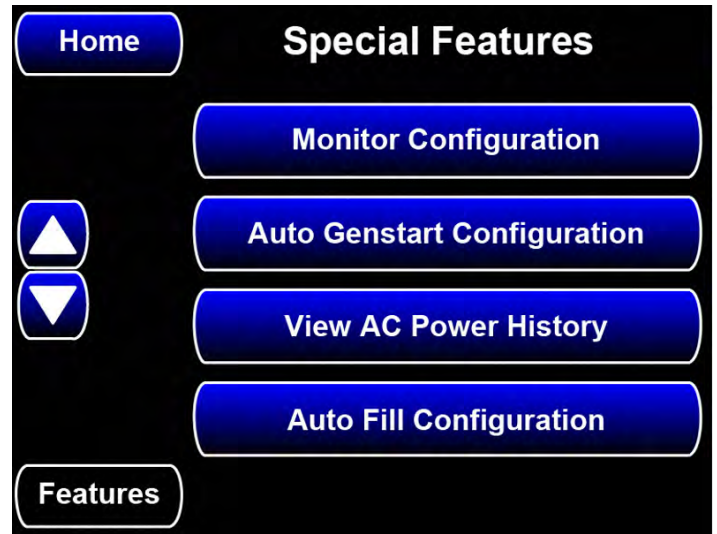 Home
Special Features
Monitor Configuration
Auto Genstart Configuration
View AC Power History
Auto Fill Configuration
Features